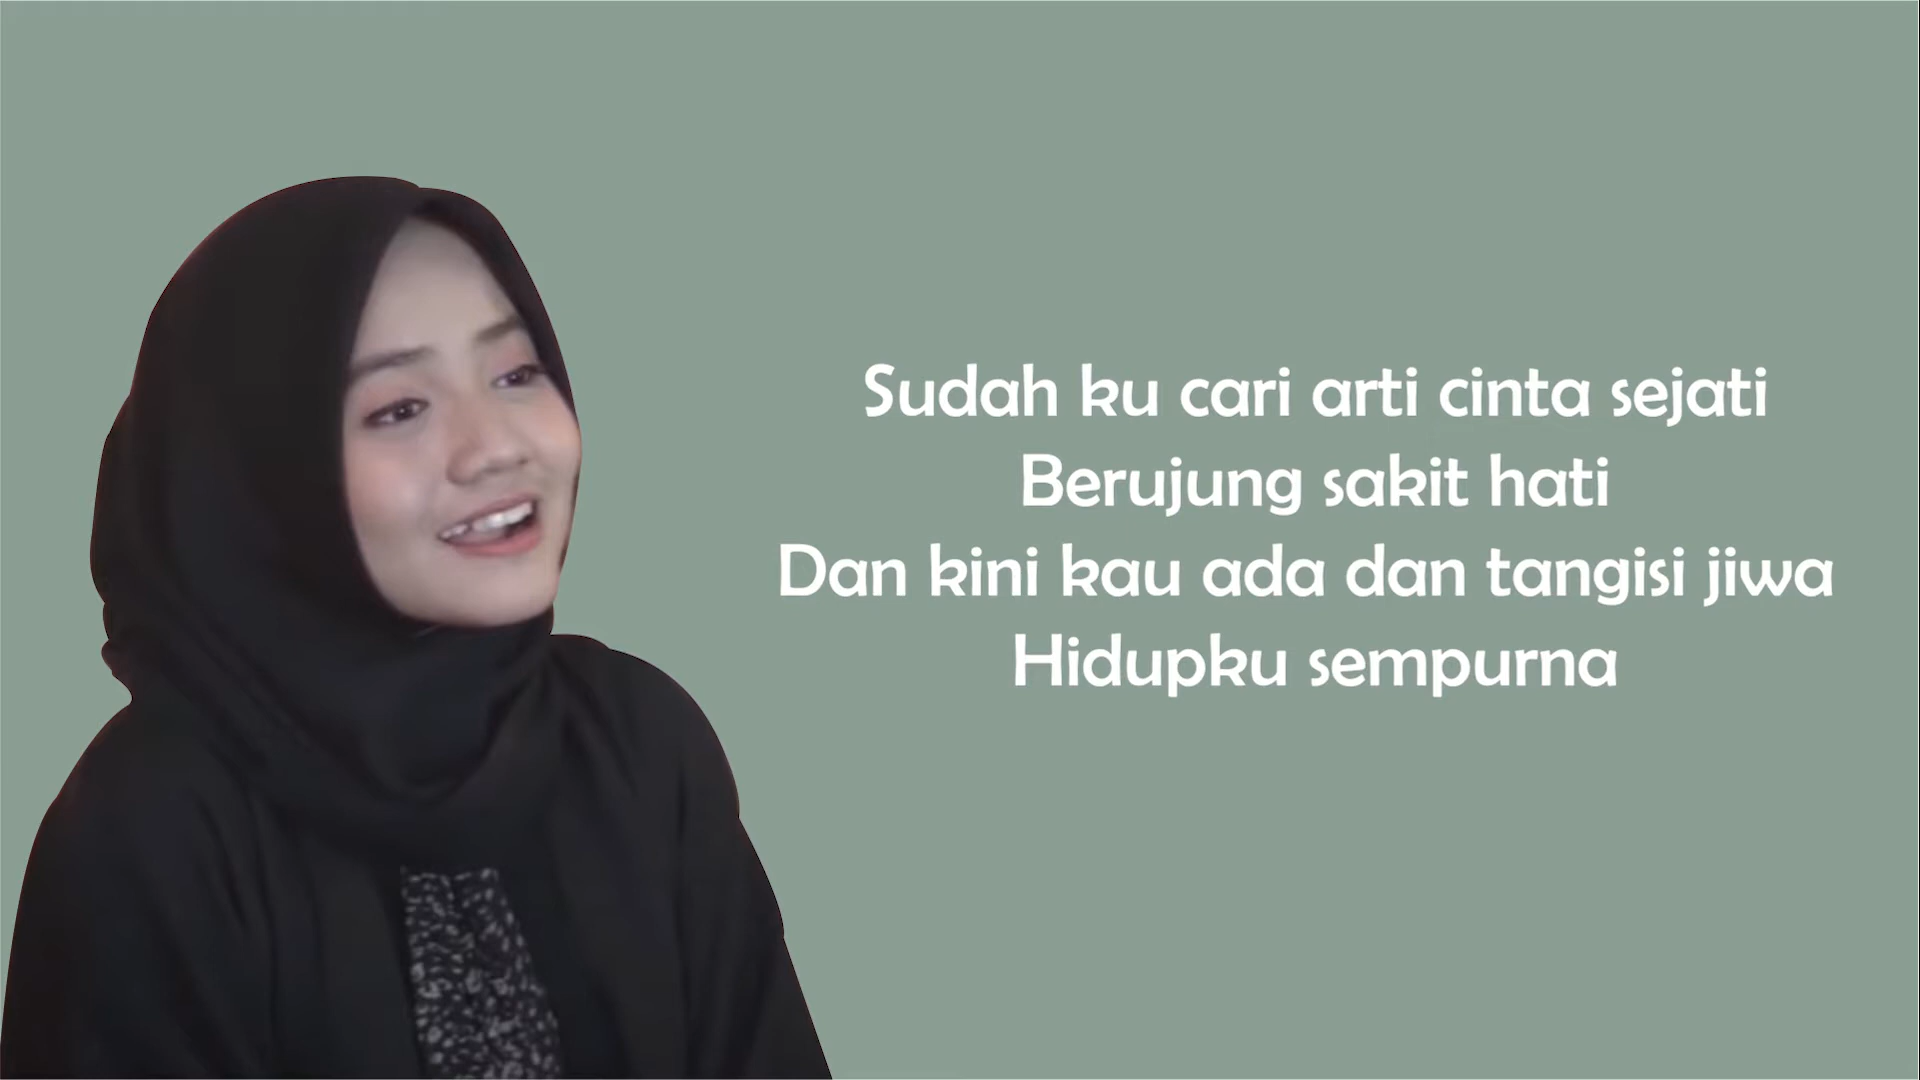 Sudah ku cari arti cinta sejati
Berujung sakit hati
Dan kini kau ada dan tangisi jiwa
Hidupku sempurna